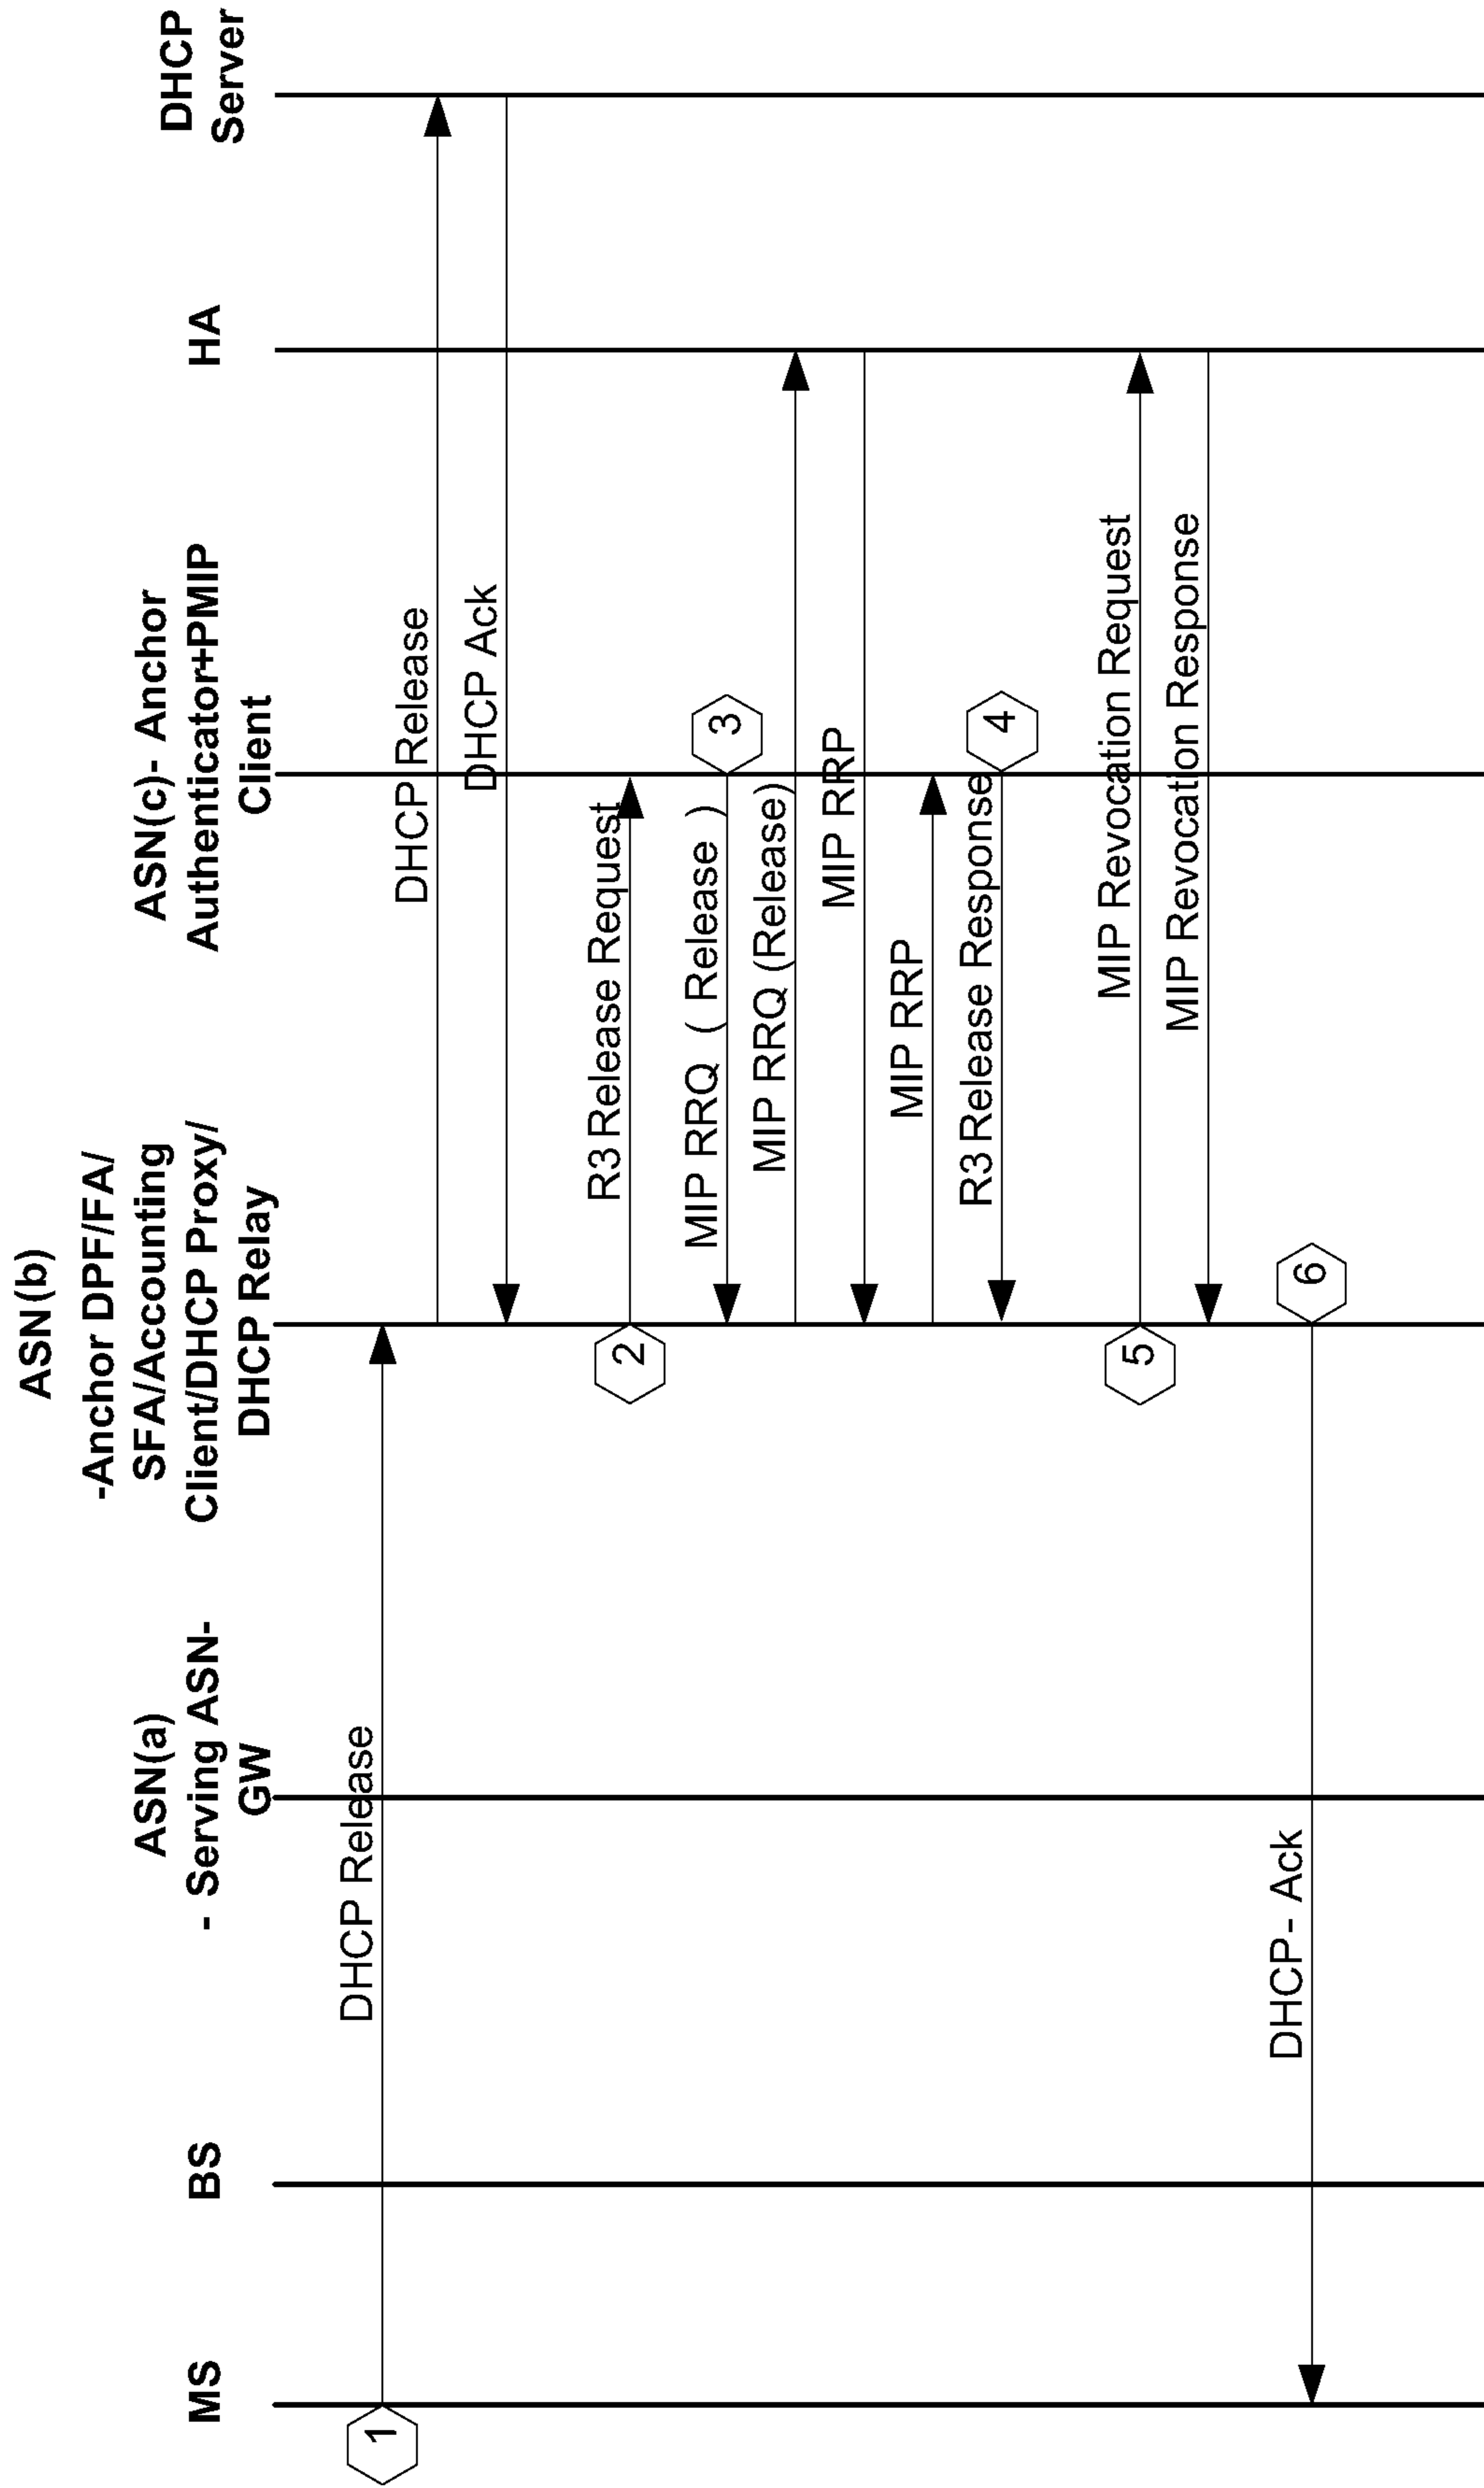 MS
BS
ASN(a)
- Serving ASN-
GW
ASN(b)
-Anchor DPF/FA/
SFA/Accounting
Client/DHCP Proxy/
DHCP Relay
ASN(c)- Anchor
Authenticator+PMIP
Client
HA
DHCP
Server
1
DHCP Release
DHCP Release
DHCP Ack
2
R3 Release Request
3
MIP RRQ ( Release )
MIP RRQ (Release)
MIP RRP
MIP RRP
4
R3 Release Response
5
MIP Revocation Request
MIP Revocation Response
6
DHCP- Ack